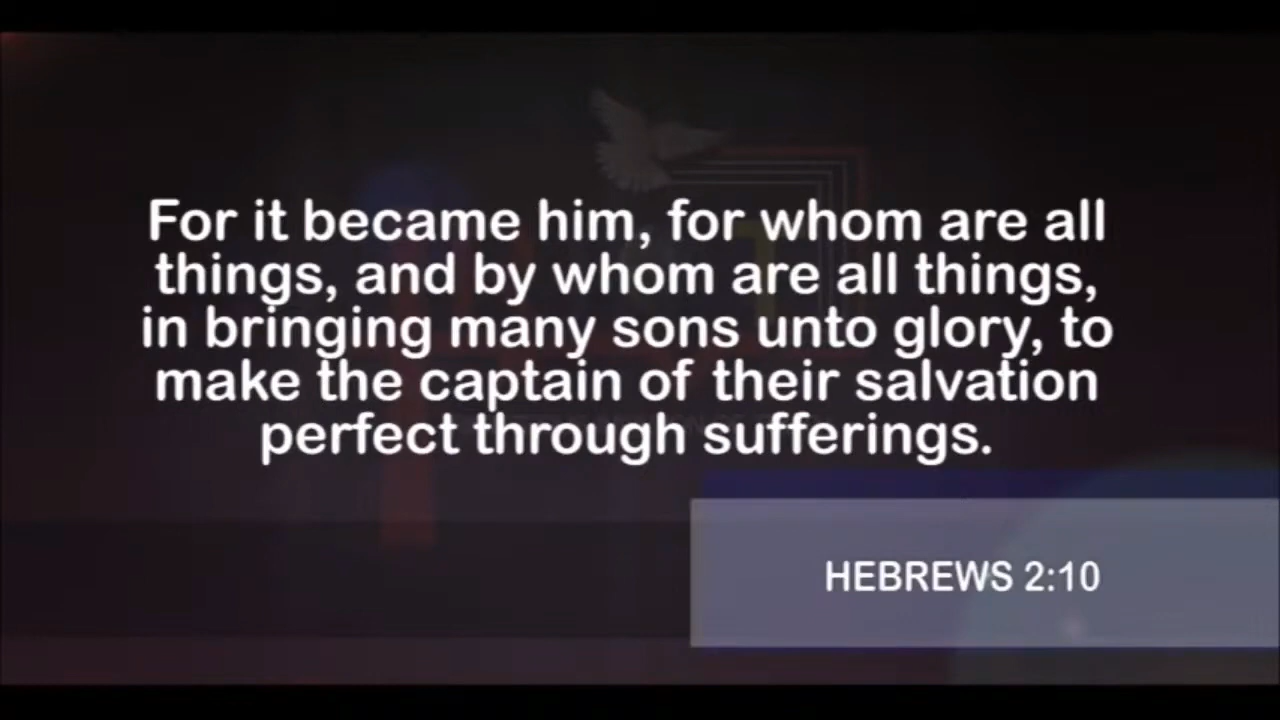 For it became him, for whom are all
things, and by whom are all things,
in bringing many sons unto glory, to
make the captain of their salvation
perfect through sufferings.
HEBREWS 2:10